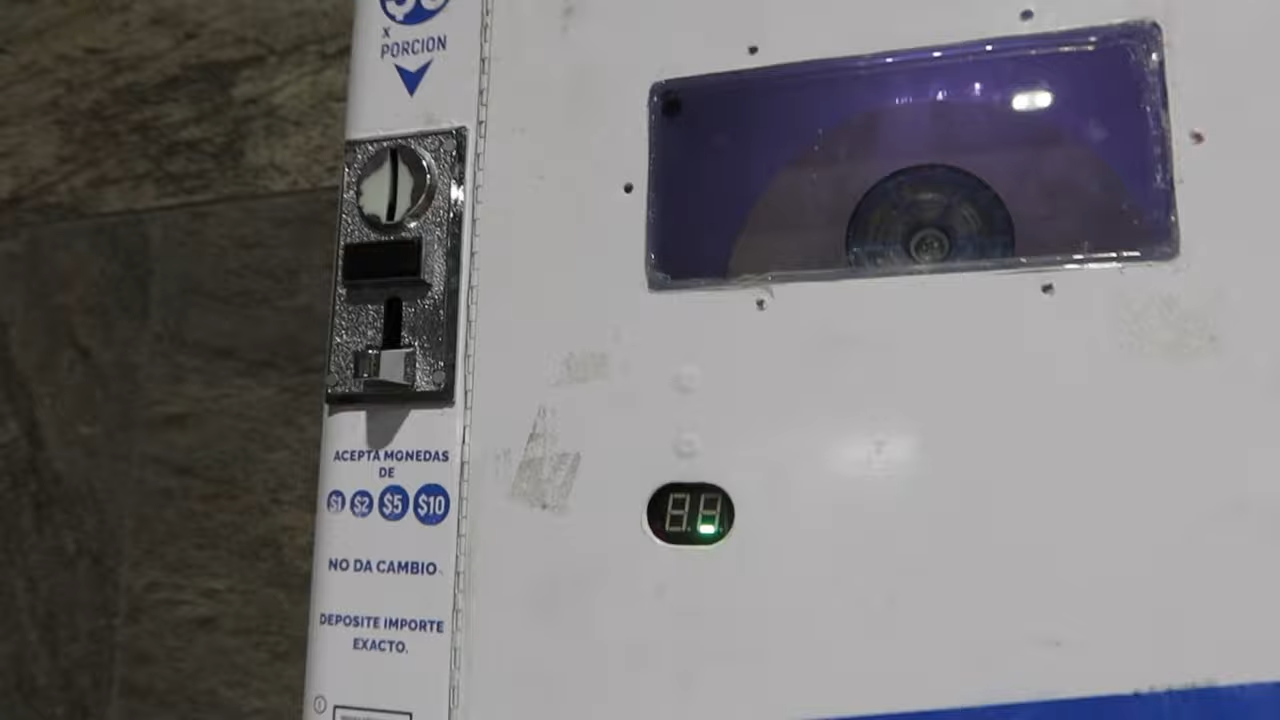 x
PORCION
ACEPTA MONEDAS
DE
$1 $2 $5 $10
NO DA CAMBIO.
DEPOSITE IMPORTE
EXACTO.